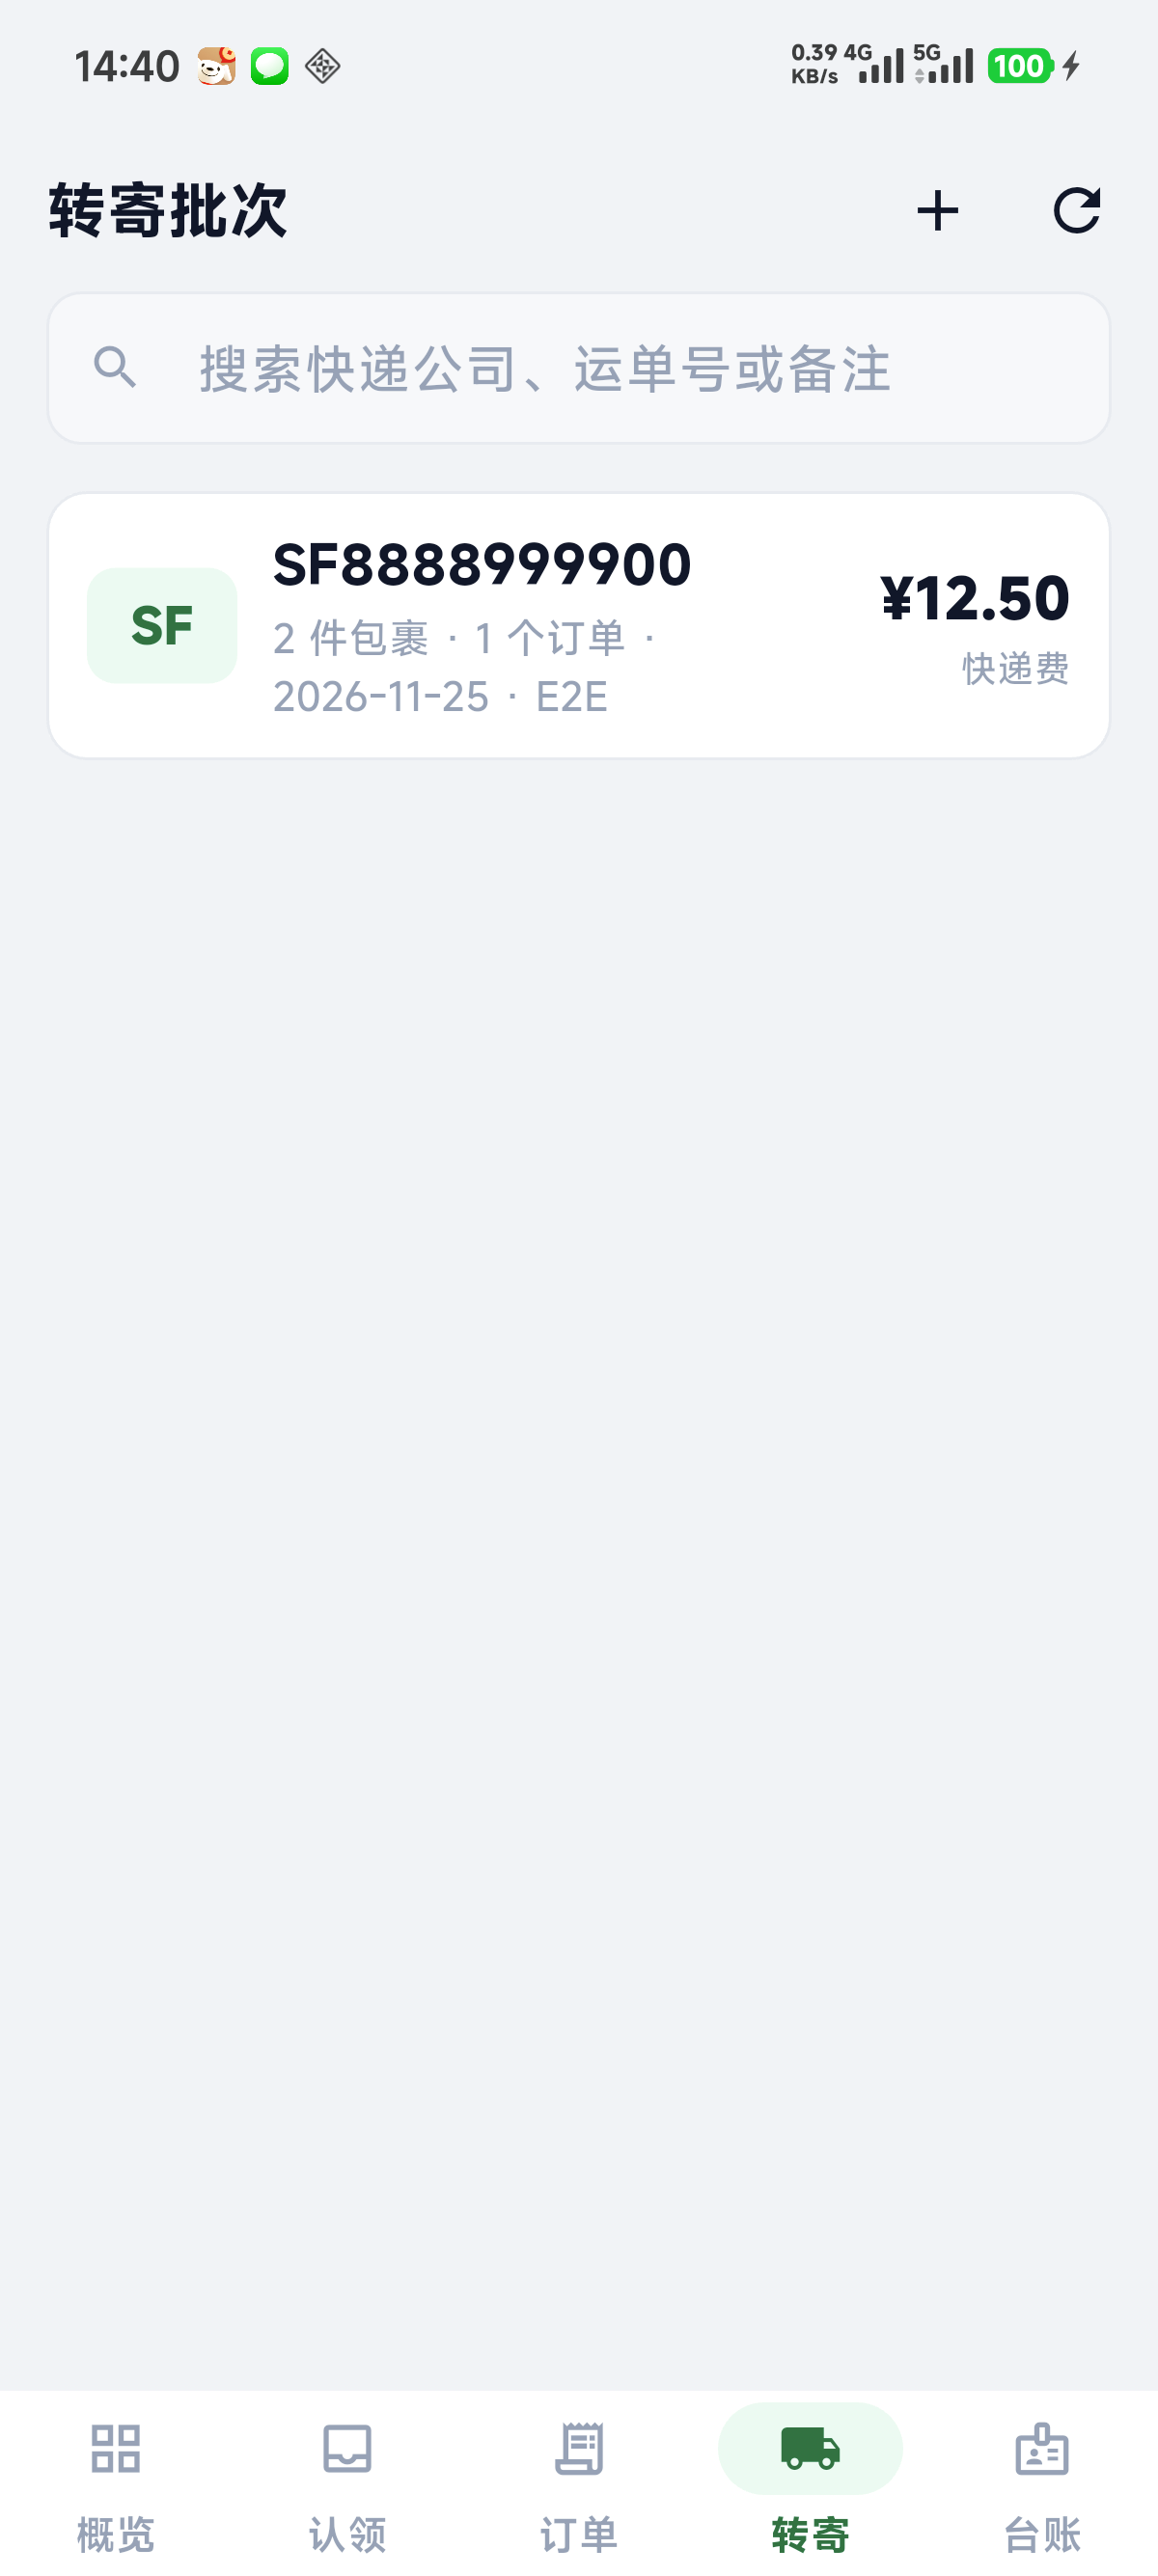 14:40
0.39 KB/s 4G 5G 100
转寄批次
搜索快递公司、运单号或备注
SF
SF8888999900
2 件包裹 · 1 个订单 ·
2026-11-25 · E2E
¥12.50
快递费
概览
认领
订单
转寄
台账